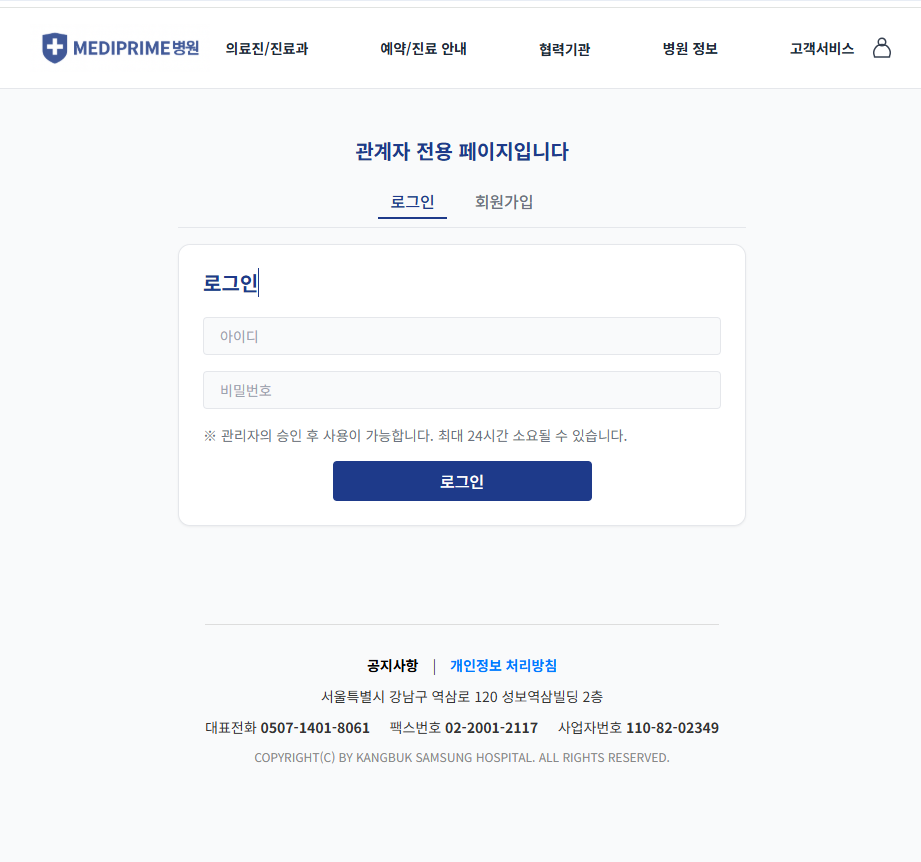 MEDIPRIME병원 의료진/진료과 예약/진료 안내 협력기관 병원 정보 고객서비스
관계자 전용 페이지입니다
로그인 회원가입
로그인
아이디
비밀번호
※ 관리자의 승인 후 사용이 가능합니다. 최대 24시간 소요될 수 있습니다.
로그인
공지사항 | 개인정보 처리방침
서울특별시 강남구 역삼로 120 성보역삼빌딩 2층
대표전화 0507-1401-8061 팩스번호 02-2001-2117 사업자번호 110-82-02349
COPYRIGHT(C) BY KANGBUK SAMSUNG HOSPITAL. ALL RIGHTS RESERVED.